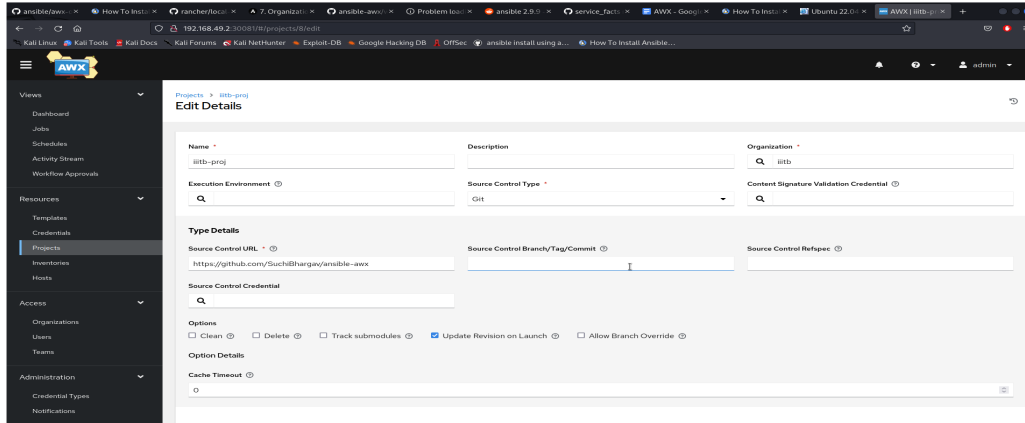 ansible/awx- How To Insta rancher/local 7. Organizatio ansible-awx/ Problem load ansible 2.9.9 service_facts AWX - Googl How To Instal Ubuntu 22.04 AWX | iiitb-pr
192.168.49.2:30081/#/projects/8/edit
Kali Linux Kali Tools Kali Docs Kali Forums Kali NetHunter Exploit-DB Google Hacking DB OffSec ansible install using a... How To Install Ansible...
AWX admin
Views
Dashboard
Jobs
Schedules
Activity Stream
Workflow Approvals
Resources
Templates
Credentials
Projects
Inventories
Hosts
Access
Organizations
Users
Teams
Administration
Credential Types
Notifications
Projects > iiitb-proj
Edit Details
Name * Description Organization *
iiitb-proj iiitb
Execution Environment Source Control Type * Content Signature Validation Credential
Git
Type Details
Source Control URL * Source Control Branch/Tag/Commit Source Control Refspec
https://github.com/SuchiBhargav/ansible-awx
Source Control Credential
Options
Clean Delete Track submodules Update Revision on Launch Allow Branch Override
Option Details
Cache Timeout
0